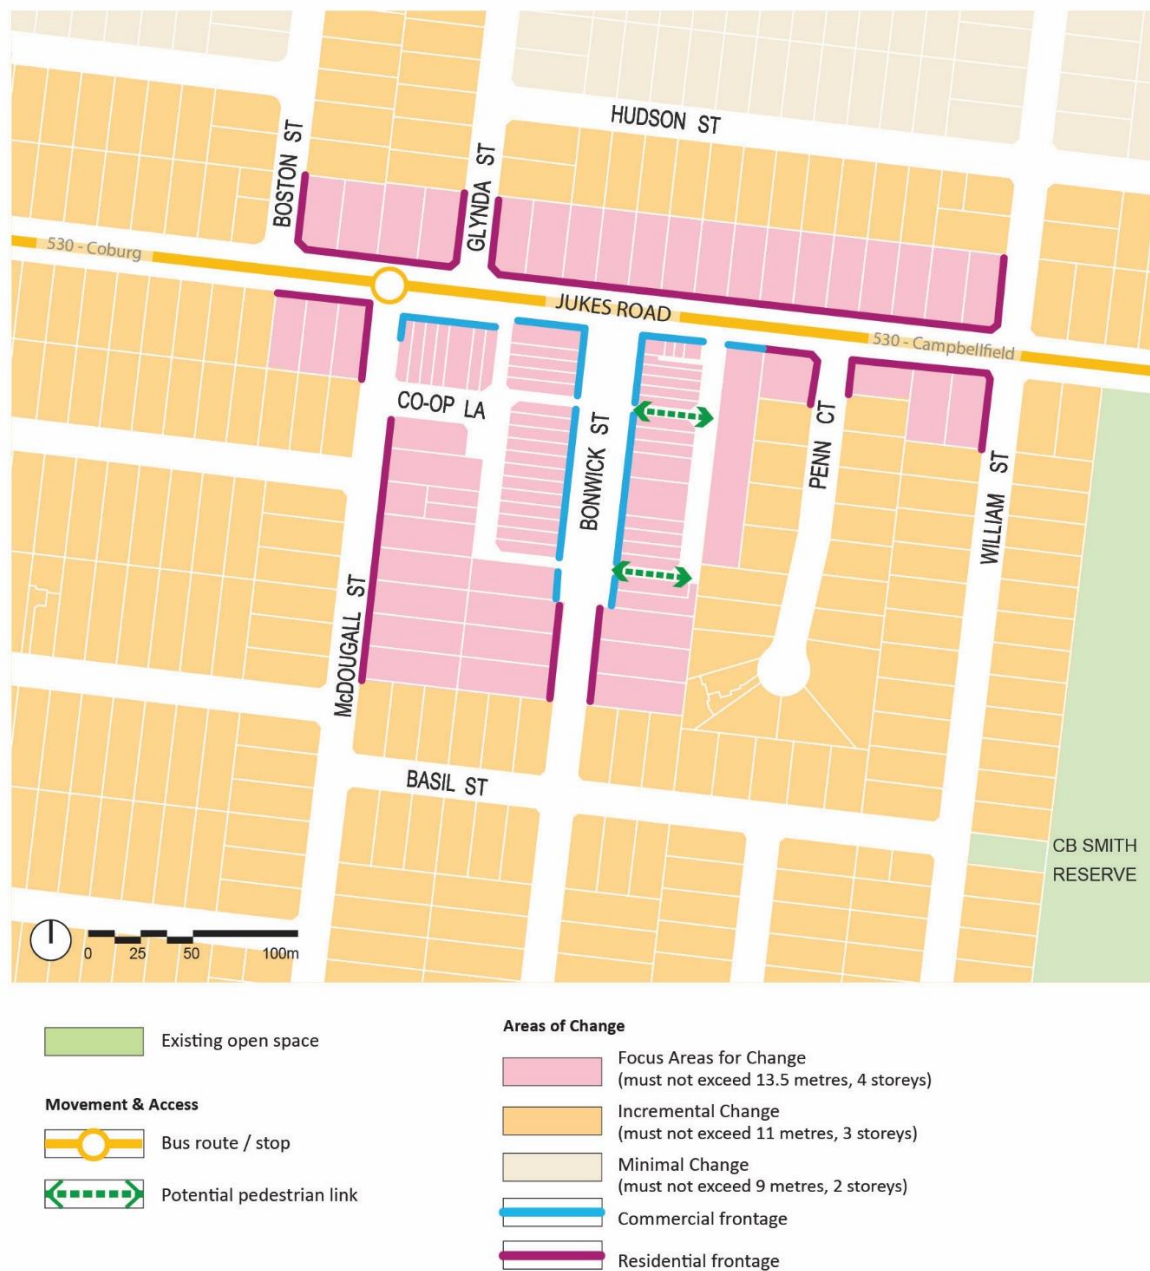 HUDSON ST
BOSTON ST
GLYNDA ST
530 - Coburg
JUKES ROAD
530 - Campbellfield
CO-OP LA
BONWICK ST
PENN CT
WILLIAM ST
McDOUGALL ST
BASIL ST
CB SMITH
RESERVE
0 25 50 100m
Existing open space
Movement & Access
Bus route / stop
Potential pedestrian link
Areas of Change
Focus Areas for Change
(must not exceed 13.5 metres, 4 storeys)
Incremental Change
(must not exceed 11 metres, 3 storeys)
Minimal Change
(must not exceed 9 metres, 2 storeys)
Commercial frontage
Residential frontage